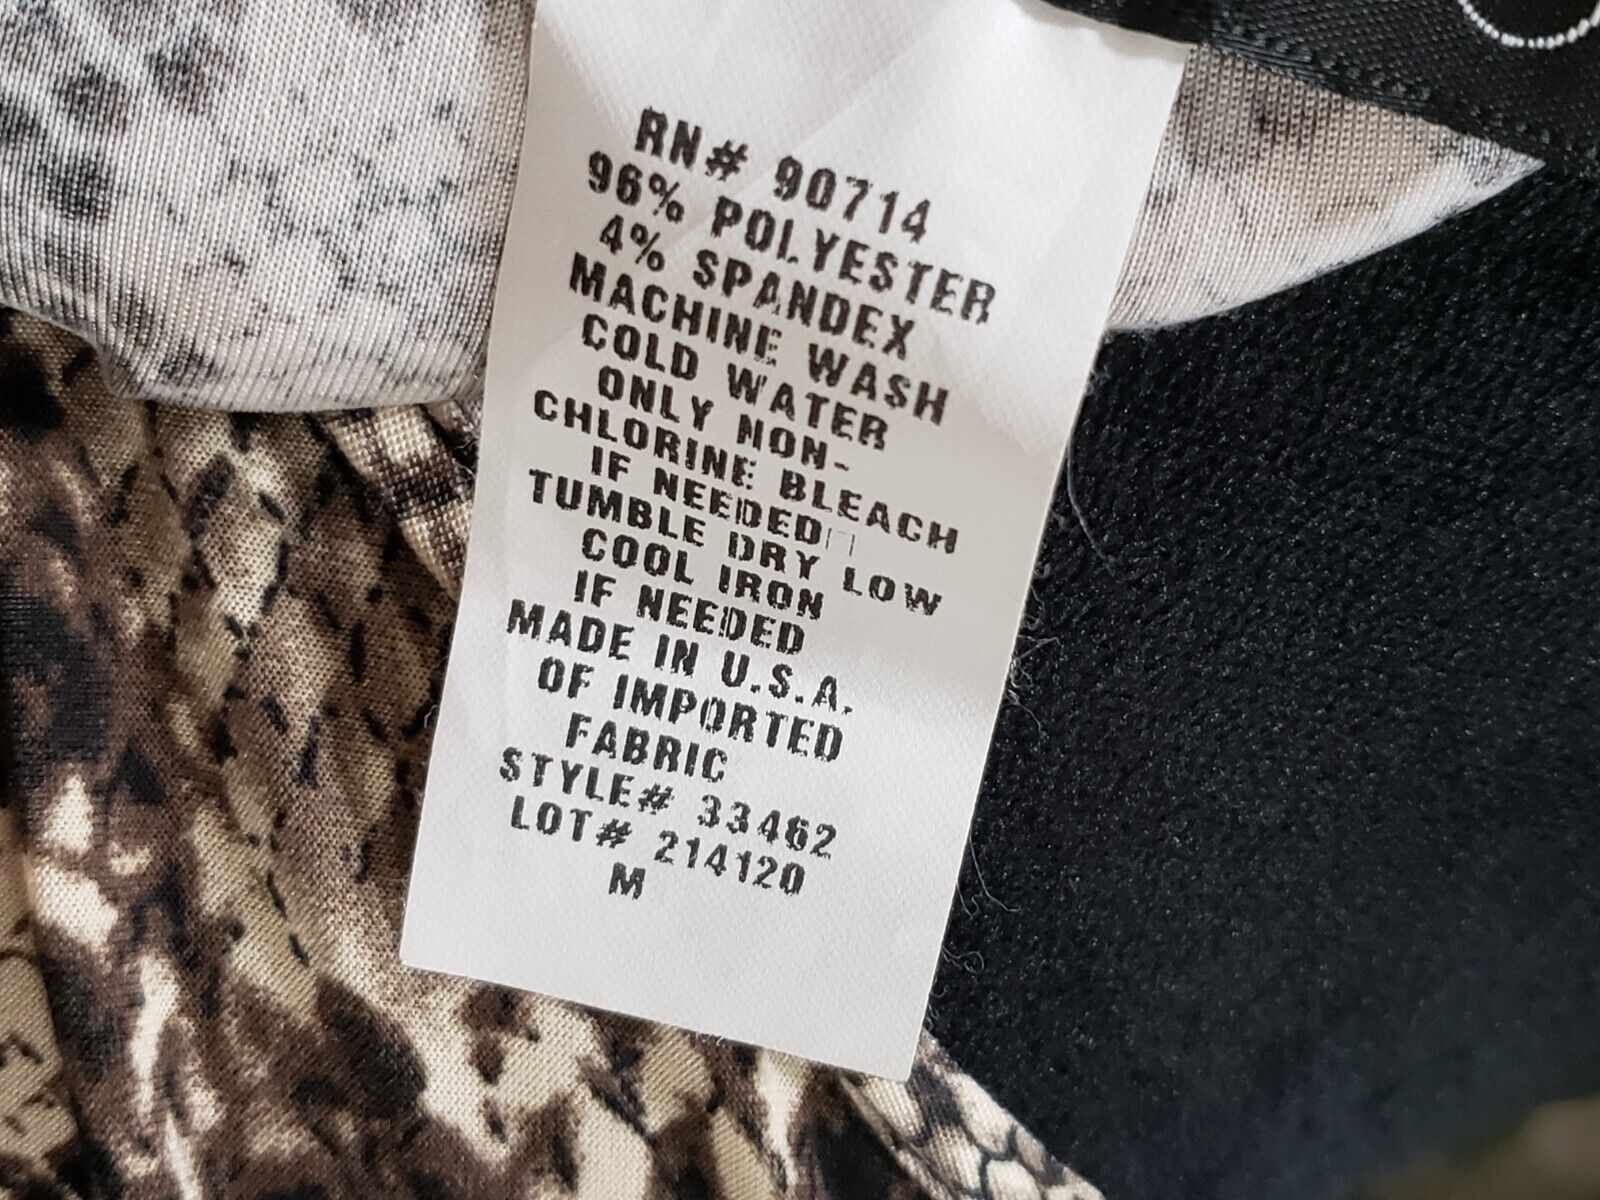 RN# 90714
96% POLYESTER
4% SPANDEX
MACHINE WASH
COLD WATER
ONLY NON-
CHLORINE BLEACH
IF NEEDED
TUMBLE DRY LOW
COOL IRON
IF NEEDED
MADE IN U.S.A.
OF IMPORTED
FABRIC
STYLE# 33462
LOT# 214120
M